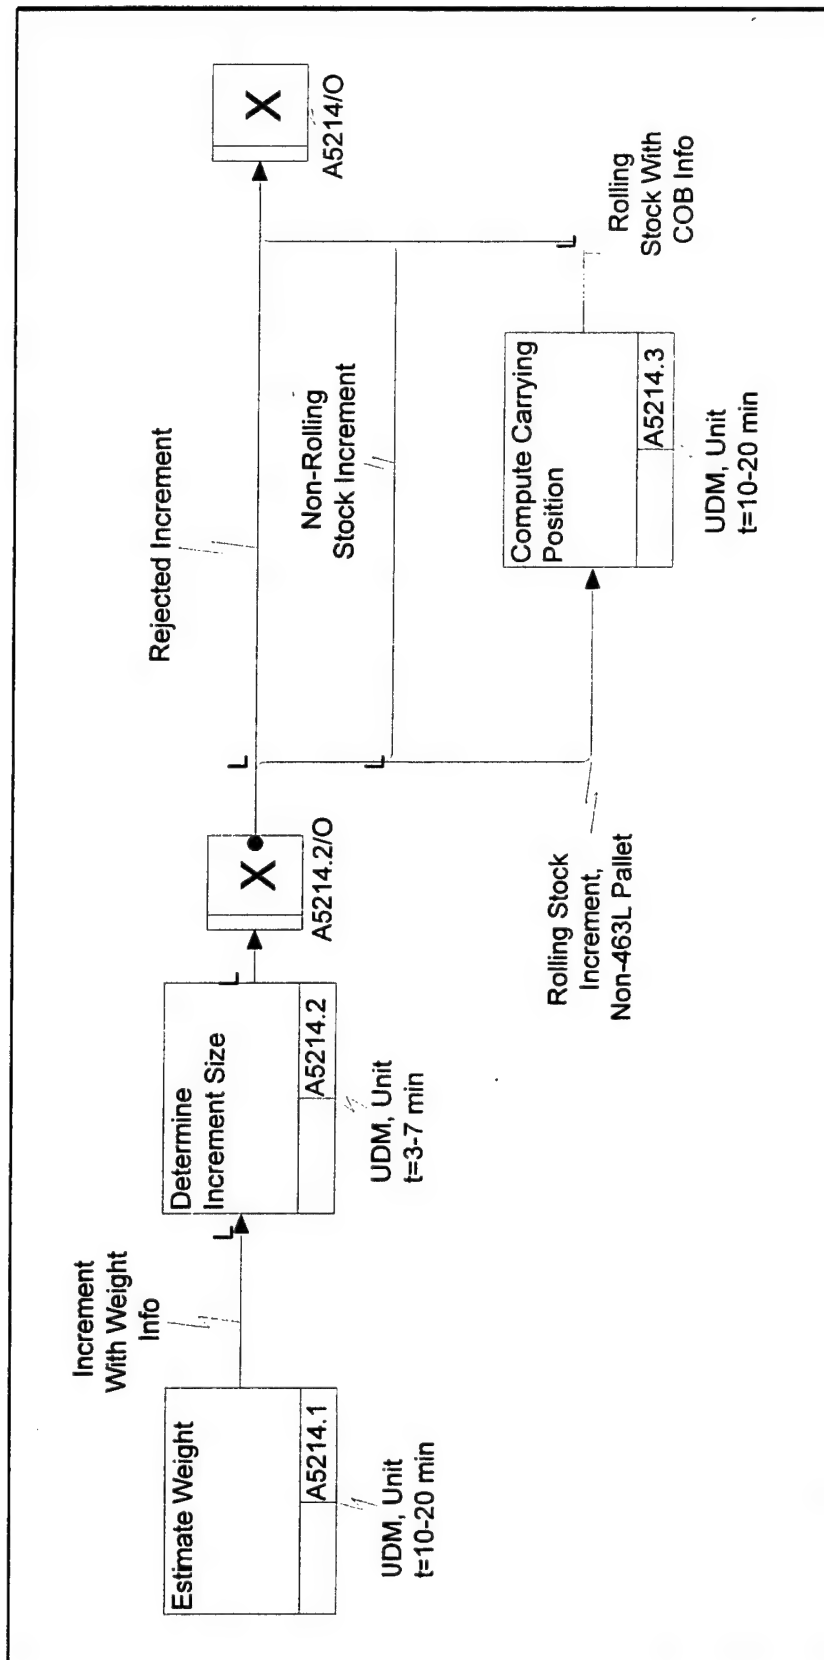 Estimate Weight
A5214.1
UDM, Unit
t=10-20 min
Increment
With Weight
Info
L
Determine
Increment Size
A5214.2
L
UDM, Unit
t=3-7 min
X
A5214.2/O
L
Rejected Increment
L
Non-Rolling
Stock Increment
Rolling Stock
Increment,
Non-463L Pallet
Compute Carrying
Position
A5214.3
UDM, Unit
t=10-20 min
L
Rolling
Stock With
COB Info
X
A5214/O